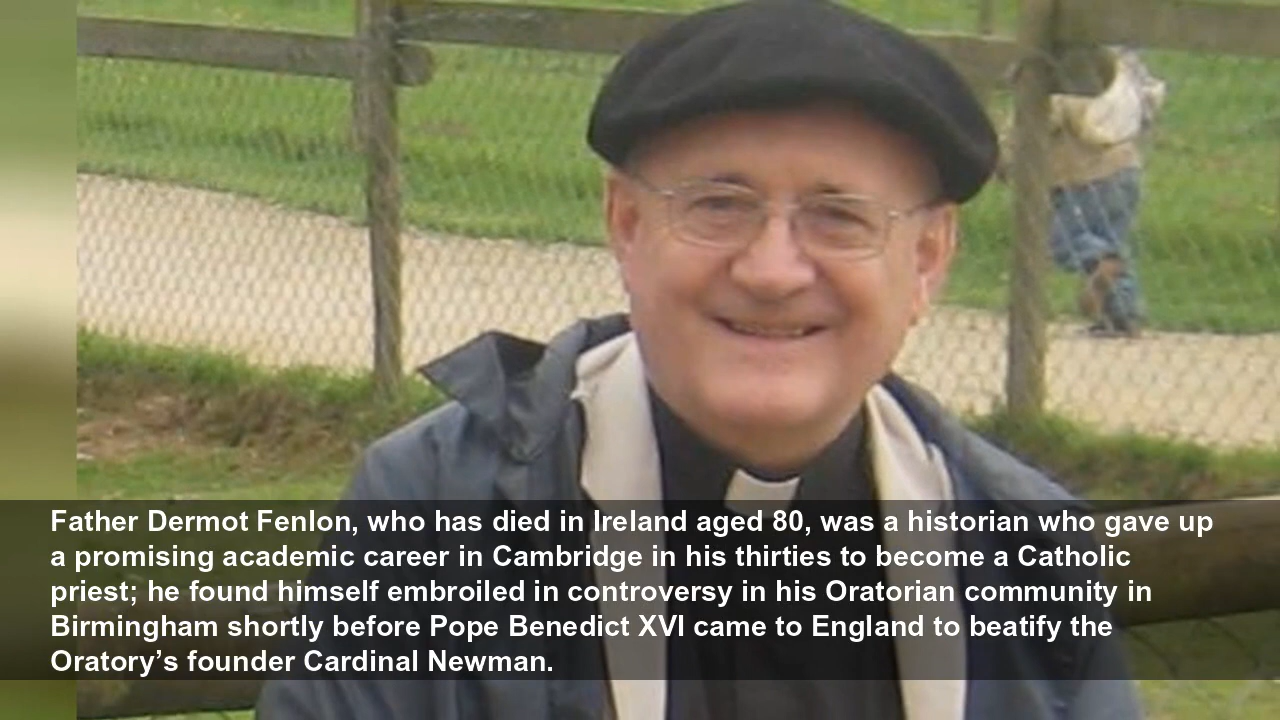 Father Dermot Fenlon, who has died in Ireland aged 80, was a historian who gave up
a promising academic career in Cambridge in his thirties to become a Catholic
priest; he found himself embroiled in controversy in his Oratorian community in
Birmingham shortly before Pope Benedict XVI came to England to beatify the
Oratory’s founder Cardinal Newman.